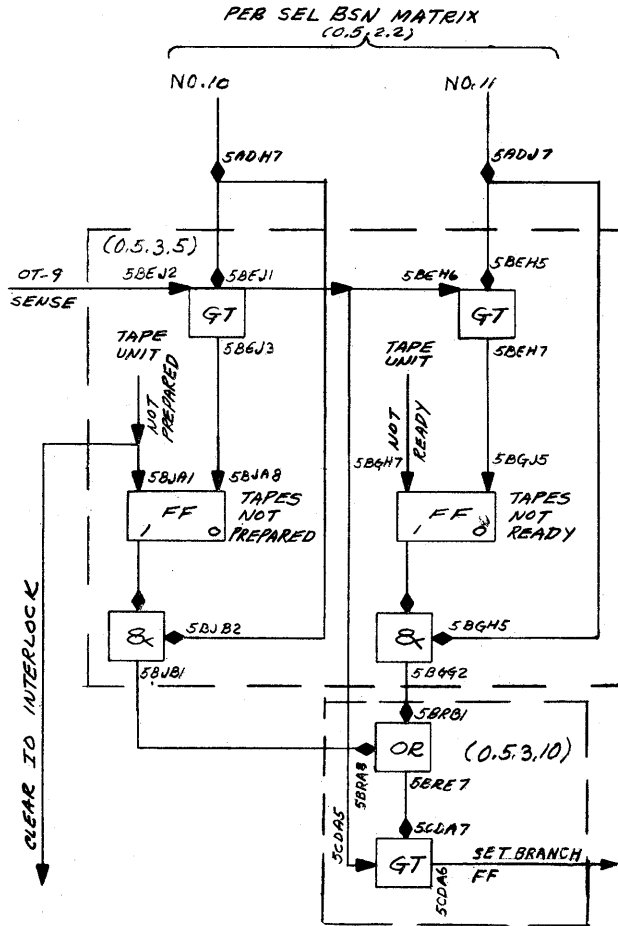 PER SEL BSN MATRIX
(0.5.2.2)
NO.10
NO.11
5ADH7
5ADJ7
(0.5.3.5)
OT-9
SENSE
5BEJ2
5BEJ1
5BEH6
5BEH5
GT
GT
TAPE
UNIT
NOT
PREPARED
5BGJ3
TAPE
UNIT
NOT
READY
5BEH7
5BJA1
5BJA8
5BGH7
5BGJ5
1 FF 0
TAPES
NOT
PREPARED
1 FF 0
TAPES
NOT
READY
&
5BJB2
&
5BGH5
5BJB1
5BGG2
CLEAR IO INTERLOCK
5BRB1
OR
(0.5.3.10)
5BRA8
5BRE7
5CDA5
5CDA7
GT
SET BRANCH
FF
5CDA6